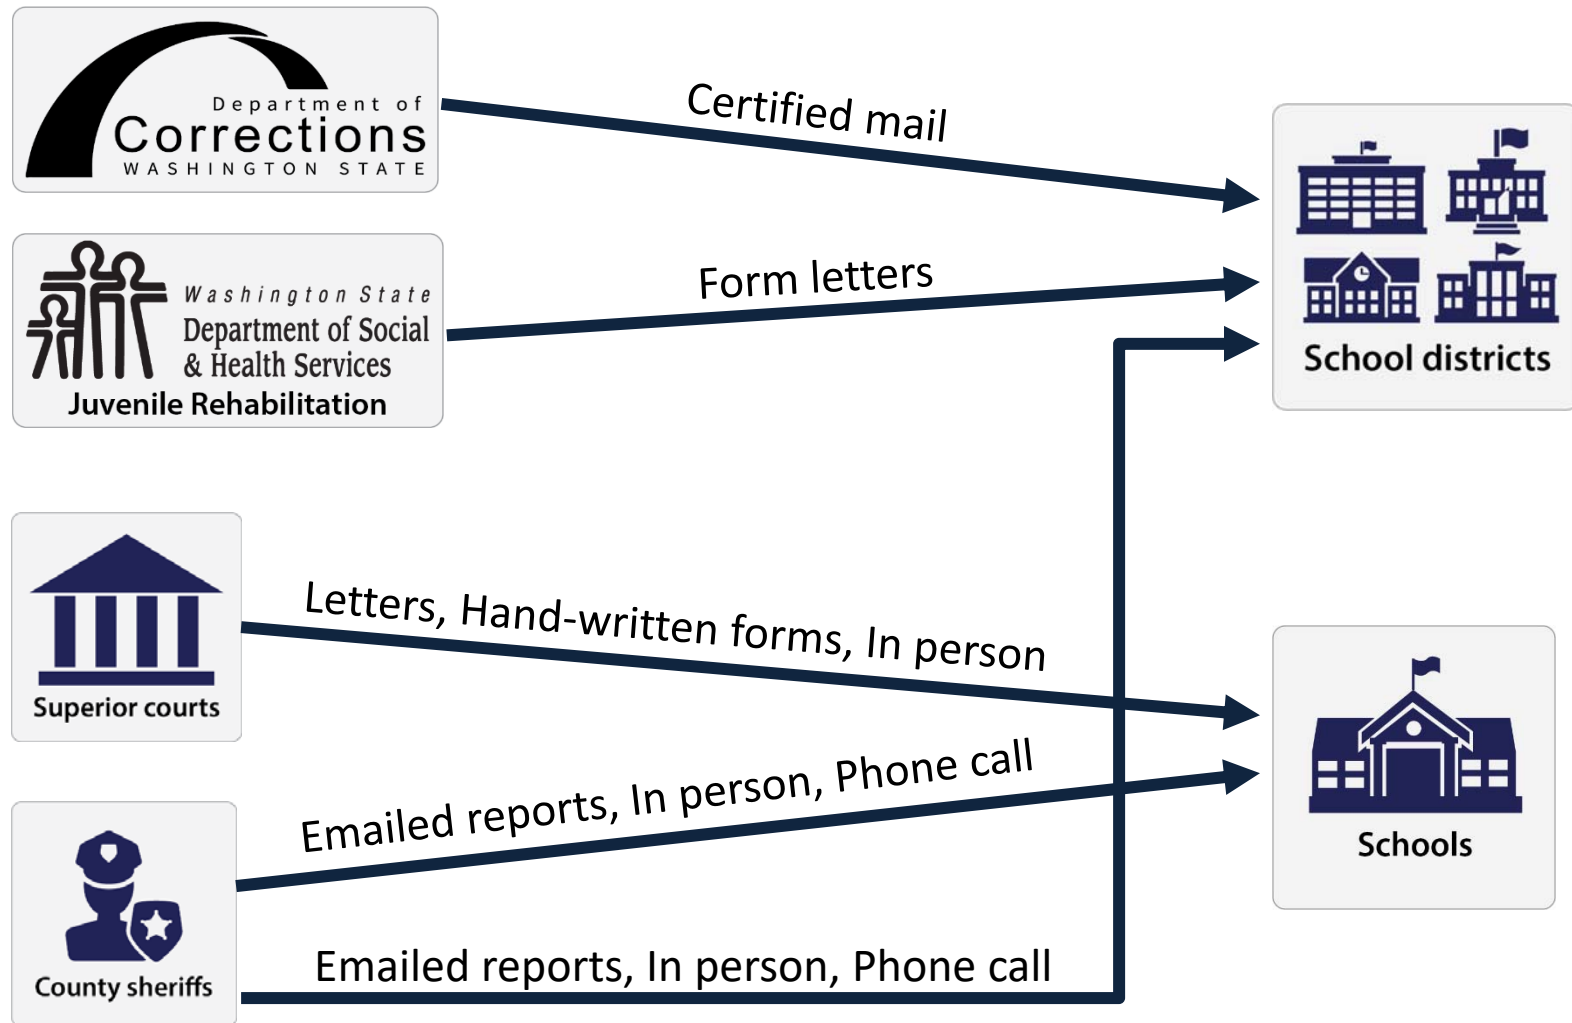 Department of
Corrections
WASHINGTON STATE
Certified mail
Washington State
Department of Social
& Health Services
Juvenile Rehabilitation
Form letters
School districts
Superior courts
Letters, Hand-written forms, In person
Emailed reports, In person, Phone call
Schools
County sheriffs
Emailed reports, In person, Phone call